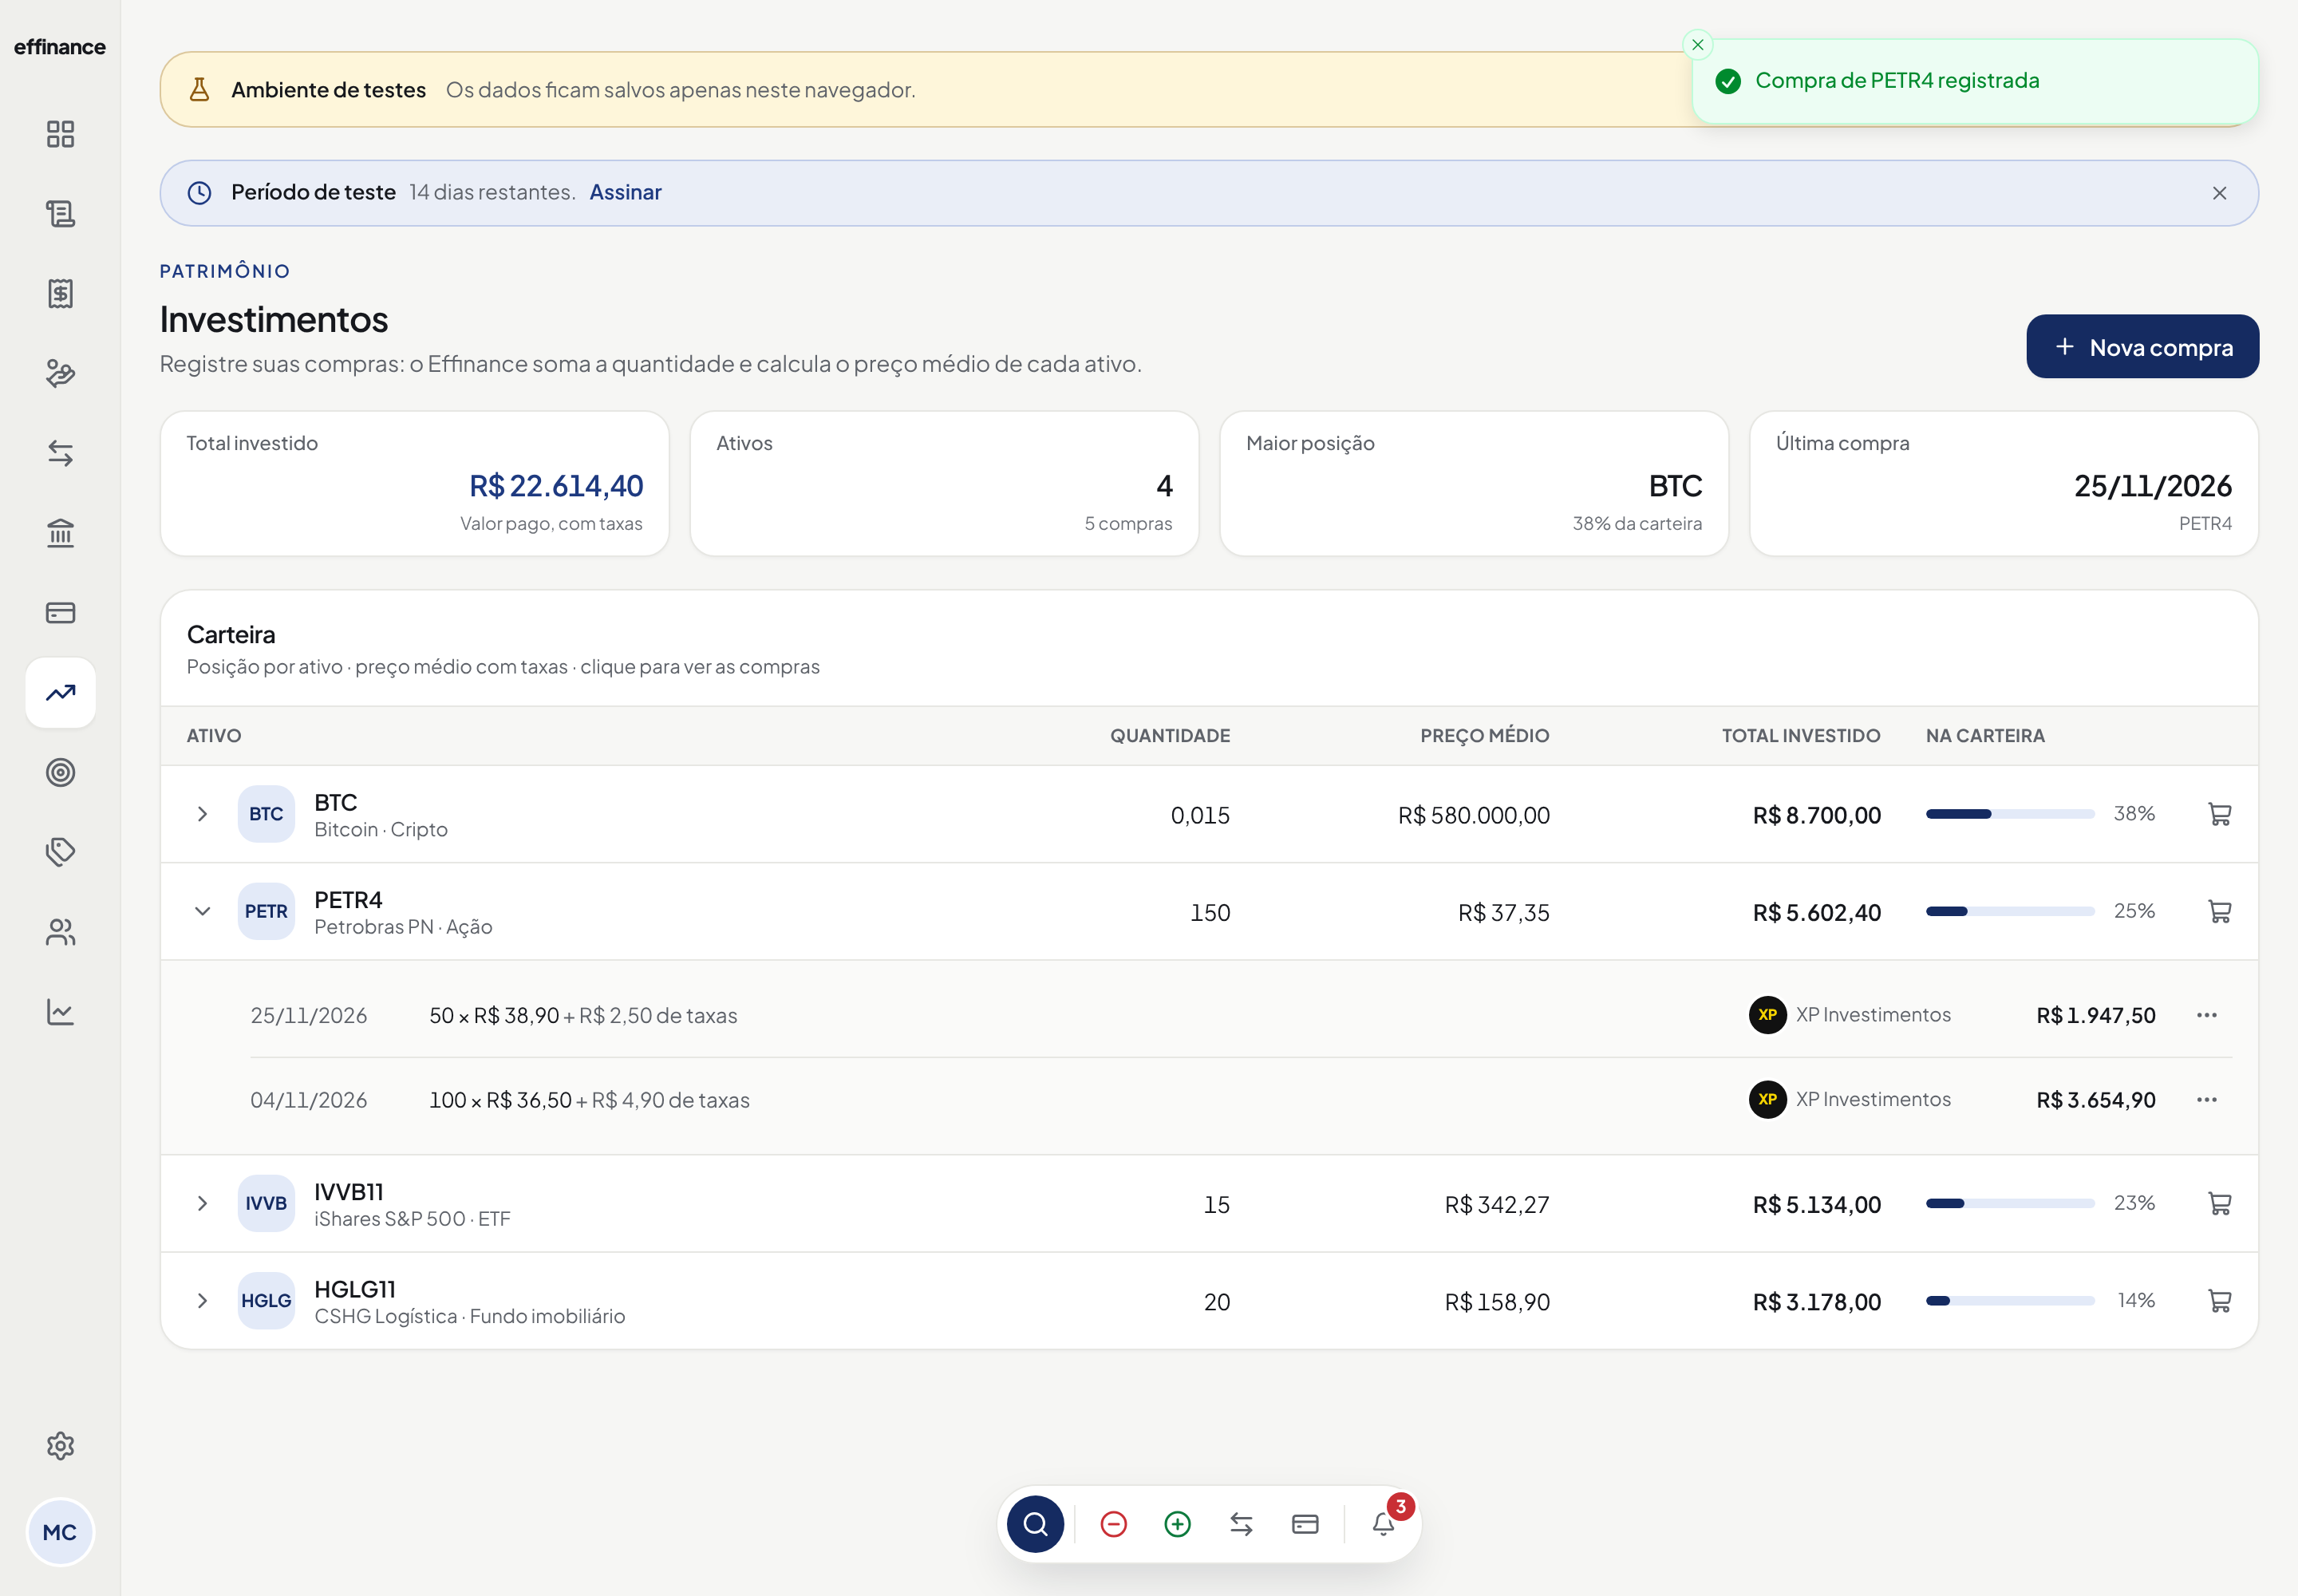 effinance
Ambiente de testes Os dados ficam salvos apenas neste navegador.
Compra de PETR4 registrada
Período de teste 14 dias restantes. Assinar
PATRIMÔNIO
Investimentos
Registre suas compras: o Effinance soma a quantidade e calcula o preço médio de cada ativo.
Nova compra
Total investido
R$ 22.614,40
Valor pago, com taxas
Ativos
4
5 compras
Maior posição
BTC
38% da carteira
Última compra
25/11/2026
PETR4
Carteira
Posição por ativo · preço médio com taxas · clique para ver as compras
ATIVO QUANTIDADE PREÇO MÉDIO TOTAL INVESTIDO NA CARTEIRA
BTC
BTC
Bitcoin · Cripto
0,015 R$ 580.000,00 R$ 8.700,00 38%
PETR
PETR4
Petrobras PN · Ação
150 R$ 37,35 R$ 5.602,40 25%
25/11/2026 50 × R$ 38,90 + R$ 2,50 de taxas XP XP Investimentos R$ 1.947,50
04/11/2026 100 × R$ 36,50 + R$ 4,90 de taxas XP XP Investimentos R$ 3.654,90
IVVB
IVVB11
iShares S&P 500 · ETF
15 R$ 342,27 R$ 5.134,00 23%
HGLG
HGLG11
CSHG Logística · Fundo imobiliário
20 R$ 158,90 R$ 3.178,00 14%
MC
3